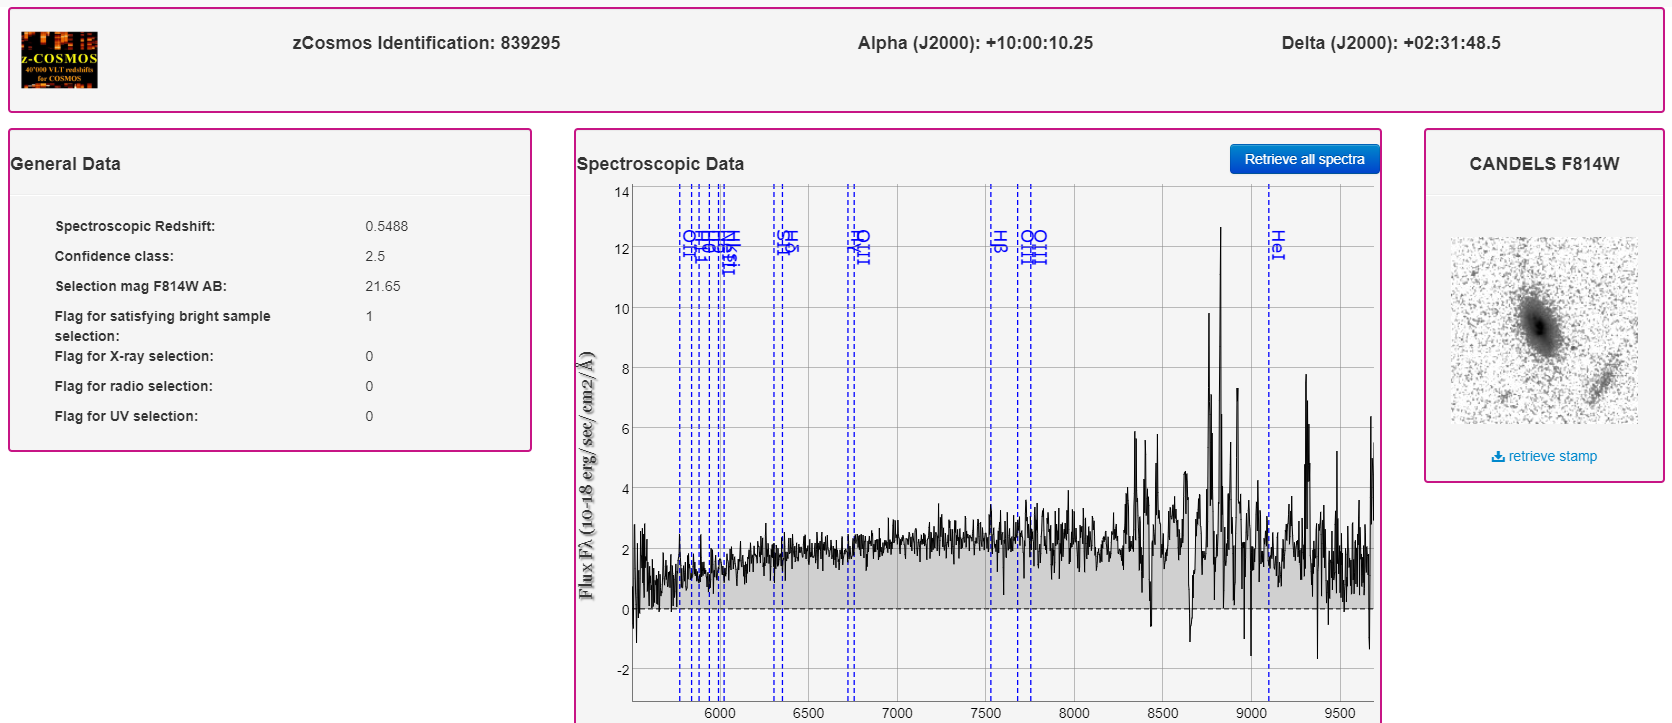 z-COSMOS
40'000 VLT redshifts
for COSMOS
zCosmos Identification: 839295
Alpha (J2000): +10:00:10.25
Delta (J2000): +02:31:48.5
General Data
Spectroscopic Redshift: 0.5488
Confidence class: 2.5
Selection mag F814W AB: 21.65
Flag for satisfying bright sample 1
selection:
Flag for X-ray selection: 0
Flag for radio selection: 0
Flag for UV selection: 0
Spectroscopic Data
Retrieve all spectra
14
12
10
8
6
4
2
0
-2
Flux Fλ (10-18 erg/sec/cm2/Å)
OII
Hδ
OIII
Hβ
OIII
OIII
HeI
6000
6500
7000
7500
8000
8500
9000
9500
CANDELS F814W
retrieve stamp